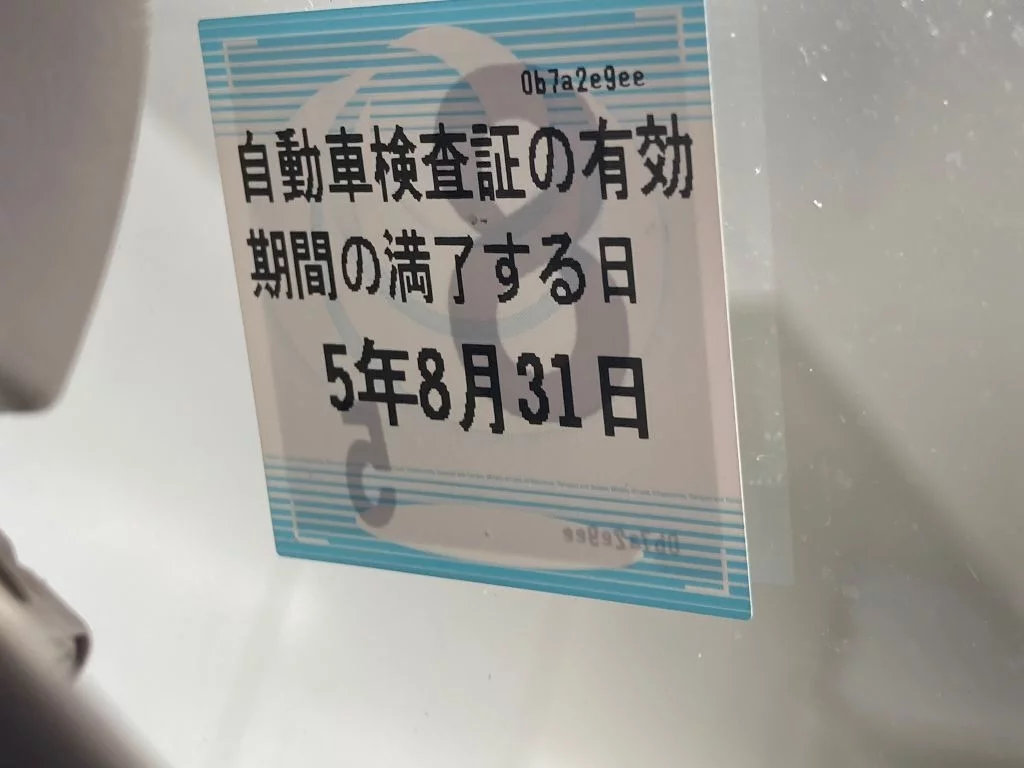 0b7a2e9ee
自動車検査証の有効
期間の満了する日
5年8月31日